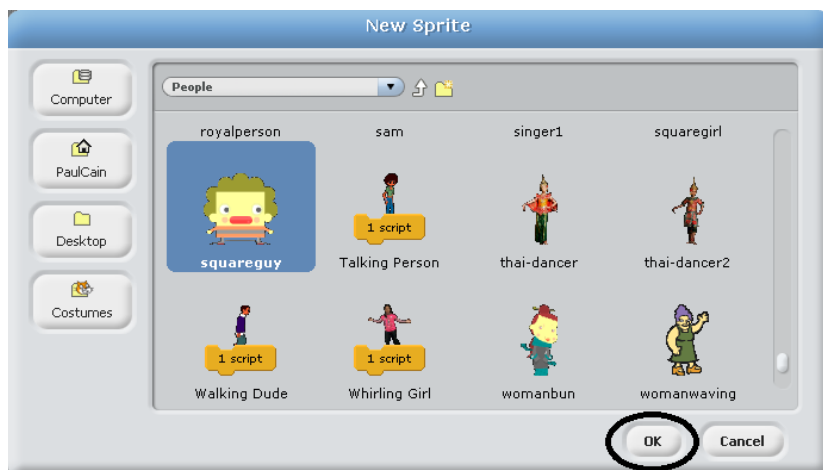 New Sprite
Computer
PaulCain
Desktop
Costumes
People
royalperson sam singer1 squaregirl
1 script
squareguy Talking Person thai-dancer thai-dancer2
1 script 1 script
Walking Dude Whirling Girl womanbun womanwaving
OK Cancel